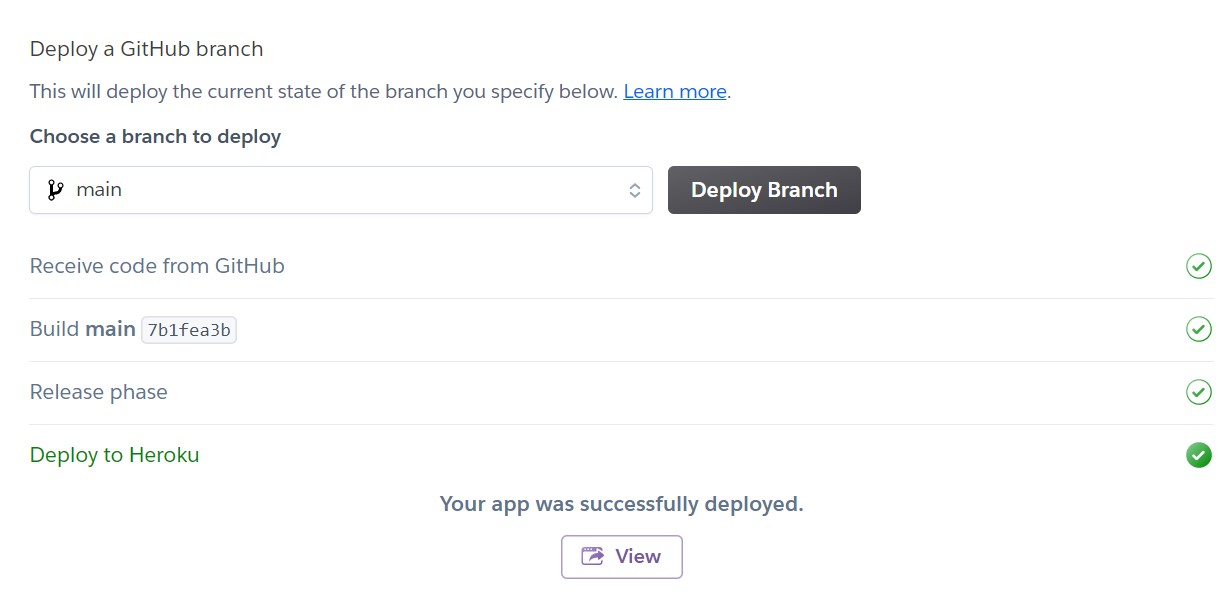 Deploy a GitHub branch
This will deploy the current state of the branch you specify below. Learn more.
Choose a branch to deploy
main
Deploy Branch
Receive code from GitHub
Build main 7b1fea3b
Release phase
Deploy to Heroku
Your app was successfully deployed.
View